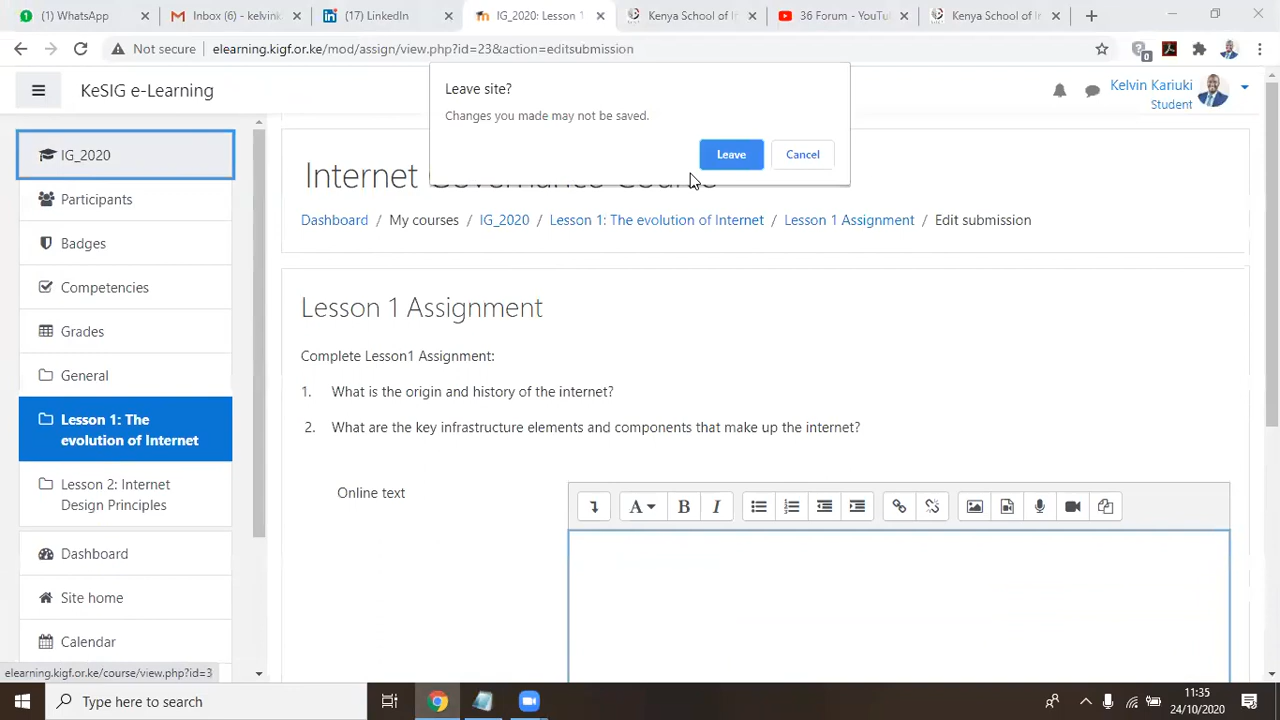 (1) WhatsApp
Inbox (6) - kelvink
(17) LinkedIn
IG_2020: Lesson 1
Kenya School of In
36 Forum - YouTu
Kenya School of In
Not secure
elearning.kigf.or.ke/mod/assign/view.php?id=23&action=editsubmission
Leave site?
Changes you made may not be saved.
Leave
Cancel
KeSIG e-Learning
Kelvin Kariuki
Student
Internet Governance Course
Dashboard / My courses / IG_2020 / Lesson 1: The evolution of Internet / Lesson 1 Assignment / Edit submission
IG_2020
Participants
Badges
Competencies
Grades
General
Lesson 1: The
evolution of Internet
Lesson 2: Internet
Design Principles
Dashboard
Site home
Calendar
Lesson 1 Assignment
Complete Lesson1 Assignment:
1. What is the origin and history of the internet?
2. What are the key infrastructure elements and components that make up the internet?
Online text
A
B
I
elearning.kigf.or.ke/course/view.php?id=3
Type here to search
11:35
24/10/2020